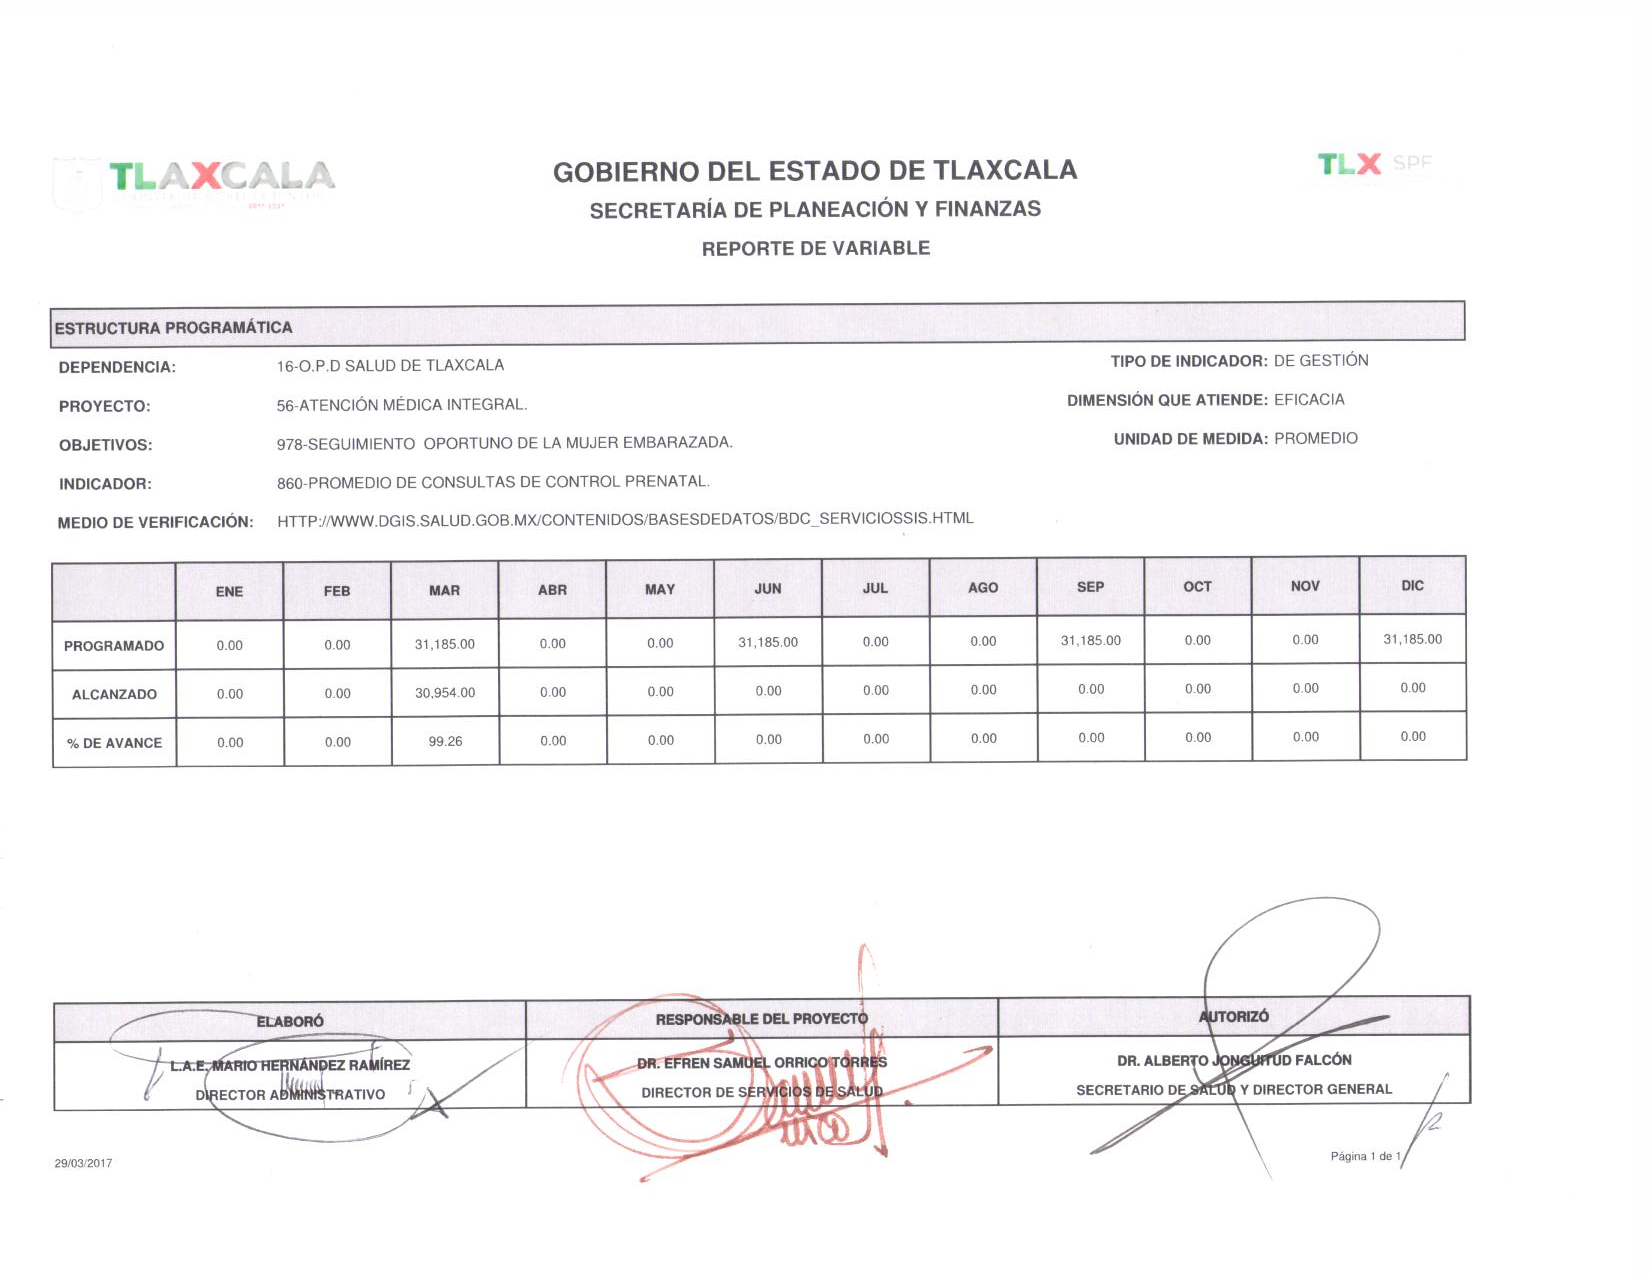 TLAXCALA
GOBIERNO DEL ESTADO DE TLAXCALA
TLX SPF
SECRETARÍA DE PLANEACIÓN Y FINANZAS
REPORTE DE VARIABLE
ESTRUCTURA PROGRAMÁTICA
DEPENDENCIA: 16-O.P.D SALUD DE TLAXCALA TIPO DE INDICADOR: DE GESTIÓN
PROYECTO: 56-ATENCIÓN MÉDICA INTEGRAL. DIMENSIÓN QUE ATIENDE: EFICACIA
OBJETIVOS: 978-SEGUIMIENTO OPORTUNO DE LA MUJER EMBARAZADA. UNIDAD DE MEDIDA: PROMEDIO
INDICADOR: 860-PROMEDIO DE CONSULTAS DE CONTROL PRENATAL.
MEDIO DE VERIFICACIÓN: HTTP://WWW.DGIS.SALUD.GOB.MX/CONTENIDOS/BASESDEDATOS/BDC_SERVICIOSSIS.HTML
ENE FEB MAR ABR MAY JUN JUL AGO SEP OCT NOV DIC
PROGRAMADO 0.00 0.00 31,185.00 0.00 0.00 31,185.00 0.00 0.00 31,185.00 0.00 0.00 31,185.00
ALCANZADO 0.00 0.00 30,954.00 0.00 0.00 0.00 0.00 0.00 0.00 0.00 0.00 0.00
% DE AVANCE 0.00 0.00 99.26 0.00 0.00 0.00 0.00 0.00 0.00 0.00 0.00 0.00
ELABORÓ RESPONSABLE DEL PROYECTO AUTORIZÓ
L.A.E. MARIO HERNÁNDEZ RAMÍREZ DR. EFREN SAMUEL ORRICO TORRES DR. ALBERTO JONGUITUD FALCÓN
DIRECTOR ADMINISTRATIVO DIRECTOR DE SERVICIOS DE SALUD SECRETARIO DE SALUD Y DIRECTOR GENERAL
29/03/2017 Página 1 de 1